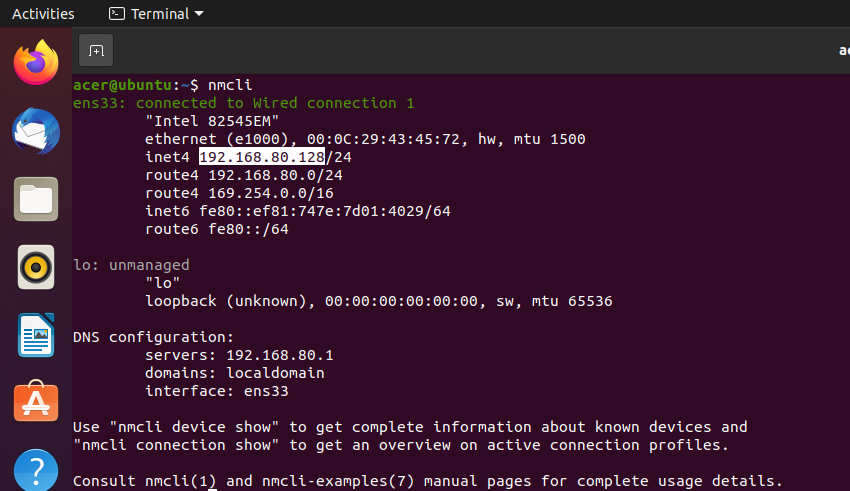 Activities Terminal
ac
acer@ubuntu:~$ nmcli
ens33: connected to Wired connection 1
"Intel 82545EM"
ethernet (e1000), 00:0C:29:43:45:72, hw, mtu 1500
inet4 192.168.80.128/24
route4 192.168.80.0/24
route4 169.254.0.0/16
inet6 fe80::ef81:747e:7d01:4029/64
route6 fe80::/64
lo: unmanaged
"lo"
loopback (unknown), 00:00:00:00:00:00, sw, mtu 65536
DNS configuration:
servers: 192.168.80.1
domains: localdomain
interface: ens33
Use "nmcli device show" to get complete information about known devices and
"nmcli connection show" to get an overview on active connection profiles.
Consult nmcli(1) and nmcli-examples(7) manual pages for complete usage details.